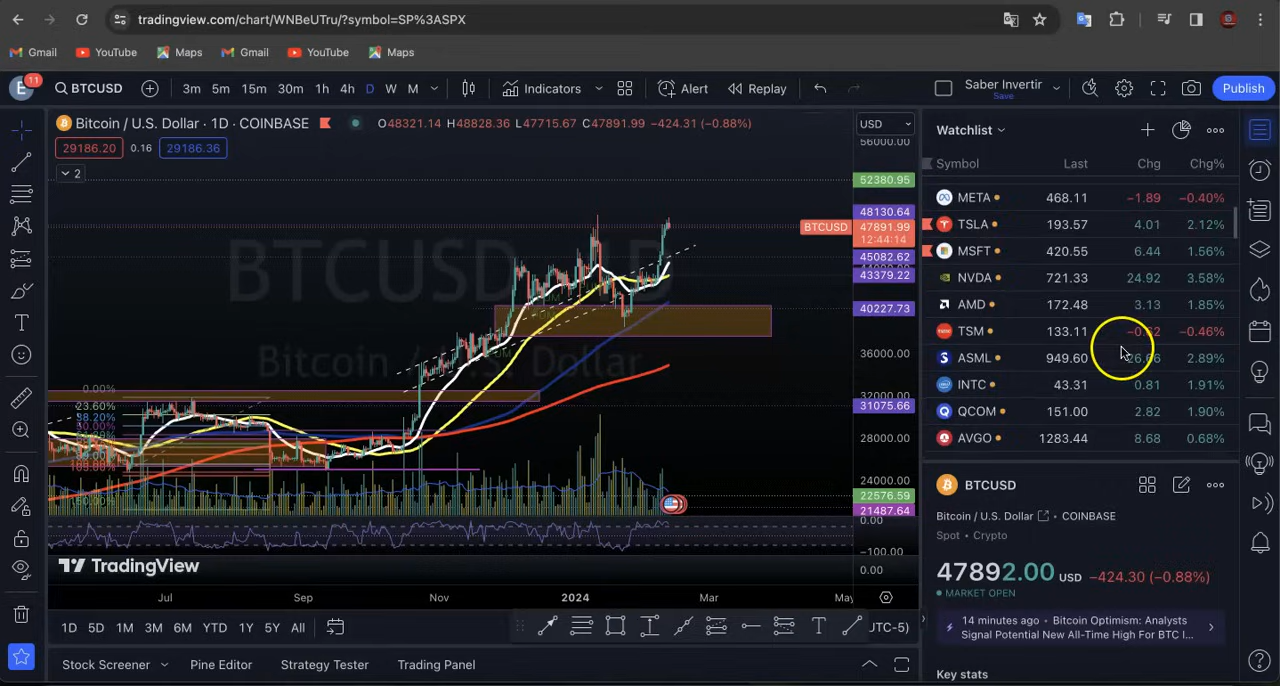 tradingview.com/chart/WNBeUTru/?symbol=SP%3ASPX
Gmail YouTube Maps Gmail YouTube Maps
11
E BTCUSD 3m 5m 15m 30m 1h 4h D W M Indicators Alert Replay Saber Invertir Save Publish
Bitcoin / U.S. Dollar · 1D · COINBASE O48321.14 H48828.36 L47715.67 C47891.99 −424.31 (−0.88%)
29186.20 0.16 29186.36
2
USD
56000.00
52380.95
48130.64
BTCUSD 47891.99
12:44:14
45082.62
43379.22
40227.73
36000.00
32000.00
31075.66
28000.00
24000.00
22576.59
21487.64
0.00
−100.00
0.00
BTCUSD, 1D
Bitcoin / U.S. Dollar
0.00%
23.60%
38.20%
TradingView
Jul Sep Nov 2024 Mar May
1D 5D 1M 3M 6M YTD 1Y 5Y All UTC-5)
Stock Screener Pine Editor Strategy Tester Trading Panel
Watchlist
Symbol Last Chg Chg%
META 468.11 −1.89 −0.40%
TSLA 193.57 4.01 2.12%
MSFT 420.55 6.44 1.56%
NVDA 721.33 24.92 3.58%
AMD 172.48 3.13 1.85%
TSM 133.11 −0.62 −0.46%
ASML 949.60 26.66 2.89%
INTC 43.31 0.81 1.91%
QCOM 151.00 2.82 1.90%
AVGO 1283.44 8.68 0.68%
BTCUSD
Bitcoin / U.S. Dollar • COINBASE
Spot • Crypto
47892.00 USD −424.30 (−0.88%)
MARKET OPEN
14 minutes ago • Bitcoin Optimism: Analysts
Signal Potential New All-Time High For BTC I...
Key stats